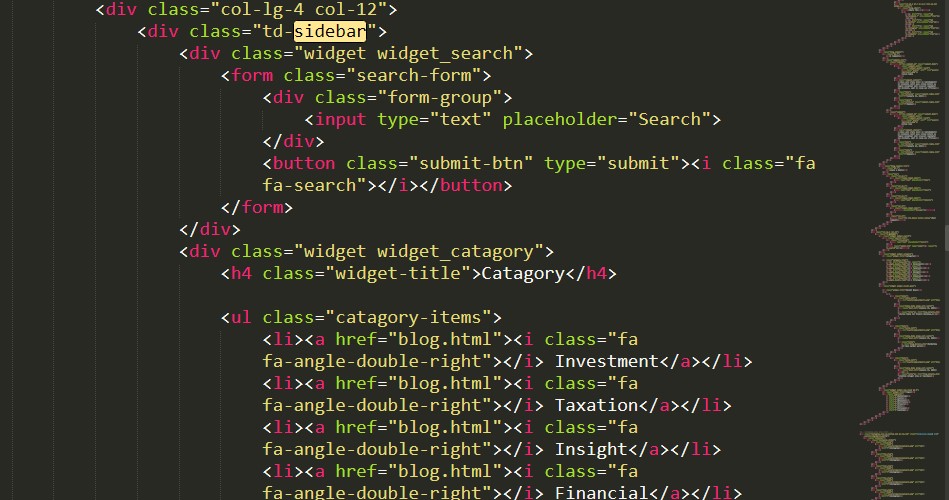 <div class="col-lg-4 col-12">
<div class="td-sidebar">
<div class="widget widget_search">
<form class="search-form">
<div class="form-group">
<input type="text" placeholder="Search">
</div>
<button class="submit-btn" type="submit"><i class="fa
fa-search"></i></button>
</form>
</div>
<div class="widget widget_catagory">
<h4 class="widget-title">Catagory</h4>
<ul class="catagory-items">
<li><a href="blog.html"><i class="fa
fa-angle-double-right"></i> Investment</a></li>
<li><a href="blog.html"><i class="fa
fa-angle-double-right"></i> Taxation</a></li>
<li><a href="blog.html"><i class="fa
fa-angle-double-right"></i> Insight</a></li>
<li><a href="blog.html"><i class="fa
fa-angle-double-right"></i> Financial</a></li>